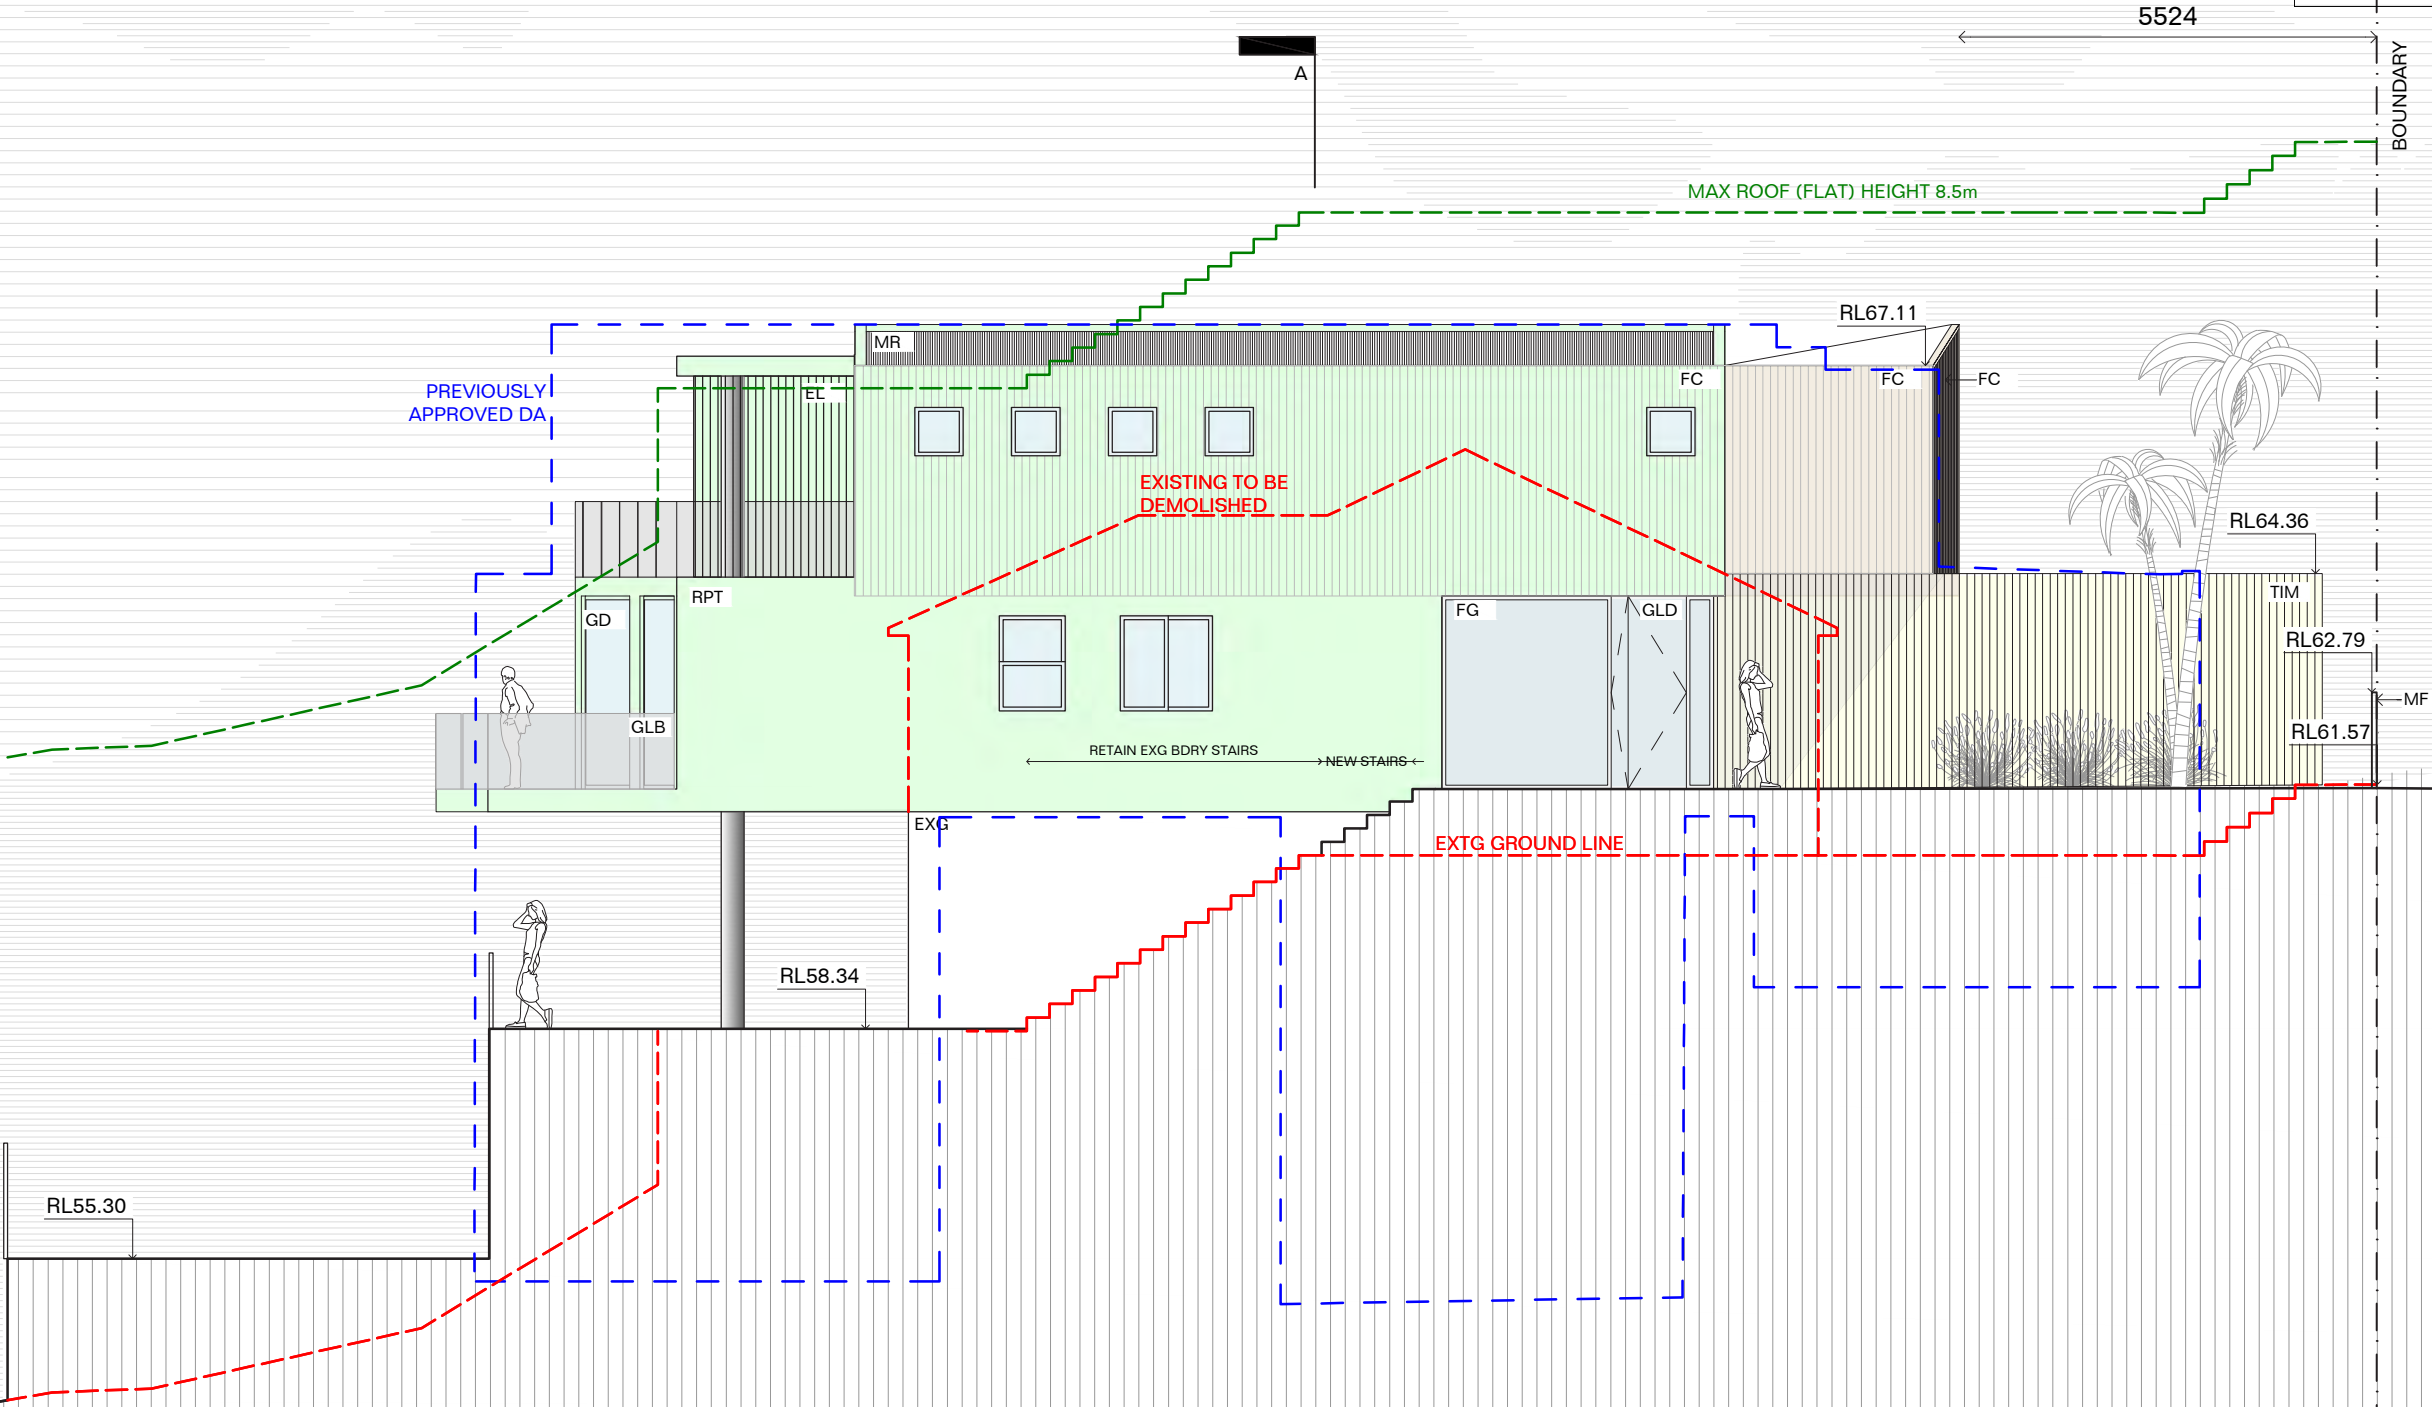 5524
A
BOUNDARY
MAX ROOF (FLAT) HEIGHT 8.5m
RL67.11
MR
PREVIOUSLY
APPROVED DA
EL
FC
FC
FC
EXISTING TO BE
DEMOLISHED
RL64.36
RPT
GD
FG
GLD
TIM
RL62.79
MF
GLB
RL61.57
RETAIN EXG BDRY STAIRS
NEW STAIRS
EXG
EXTG GROUND LINE
RL58.34
RL55.30